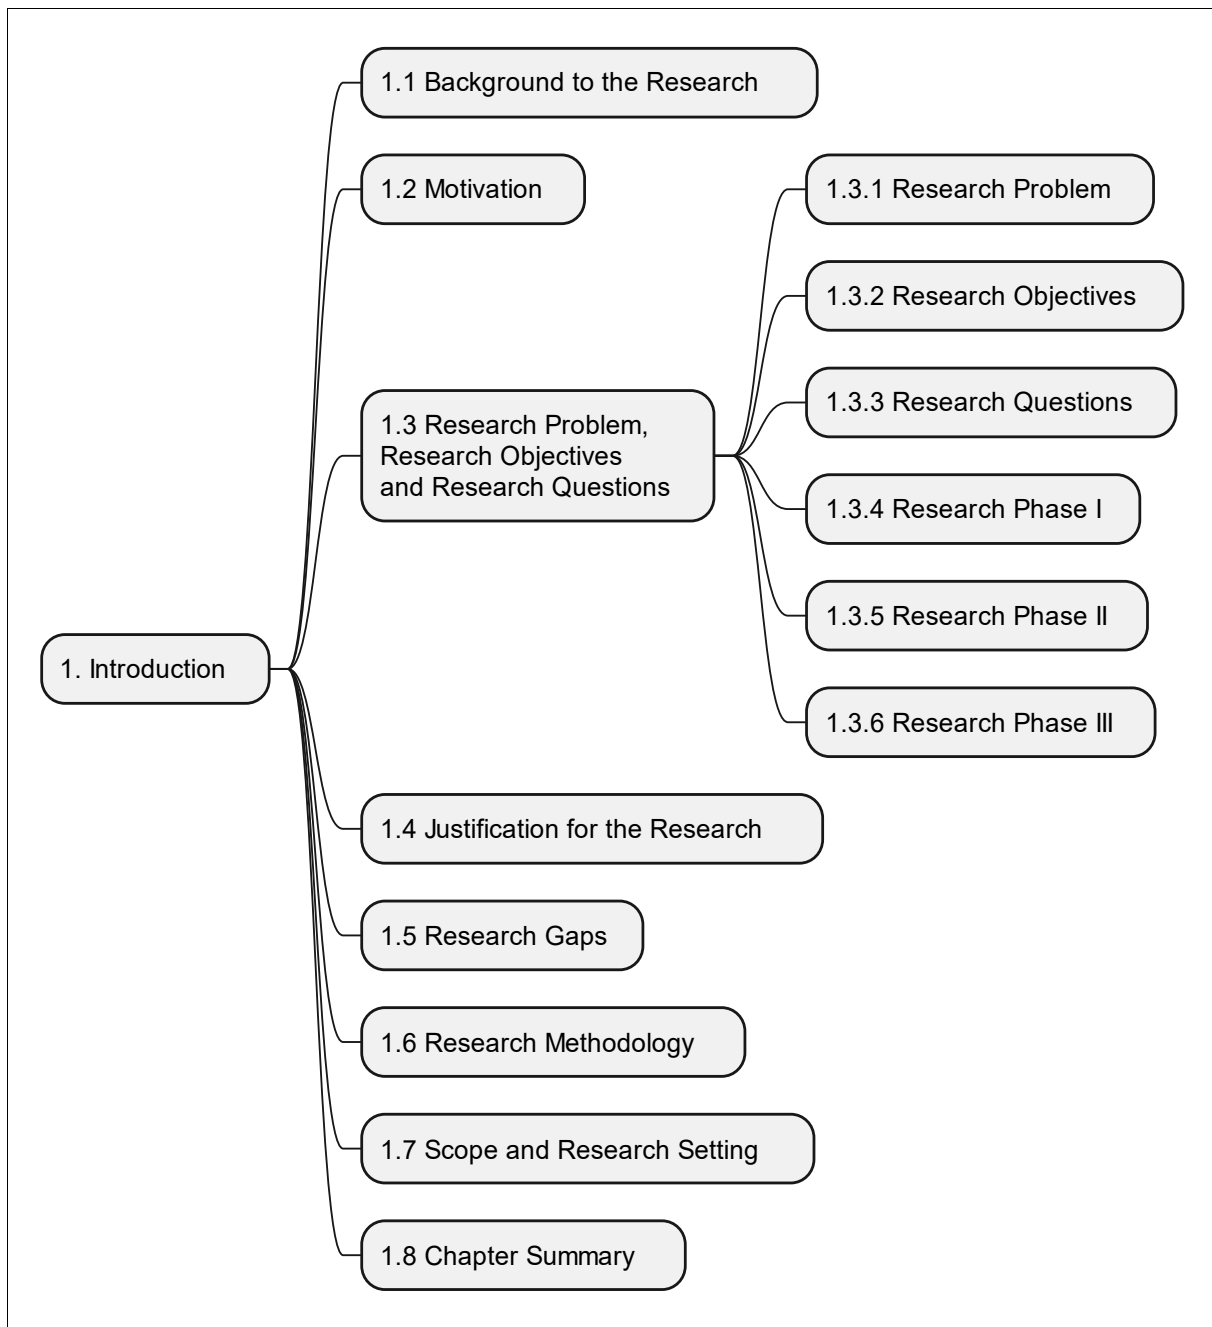 1. Introduction
1.1 Background to the Research
1.2 Motivation
1.3 Research Problem,
Research Objectives
and Research Questions
1.3.1 Research Problem
1.3.2 Research Objectives
1.3.3 Research Questions
1.3.4 Research Phase I
1.3.5 Research Phase II
1.3.6 Research Phase III
1.4 Justification for the Research
1.5 Research Gaps
1.6 Research Methodology
1.7 Scope and Research Setting
1.8 Chapter Summary